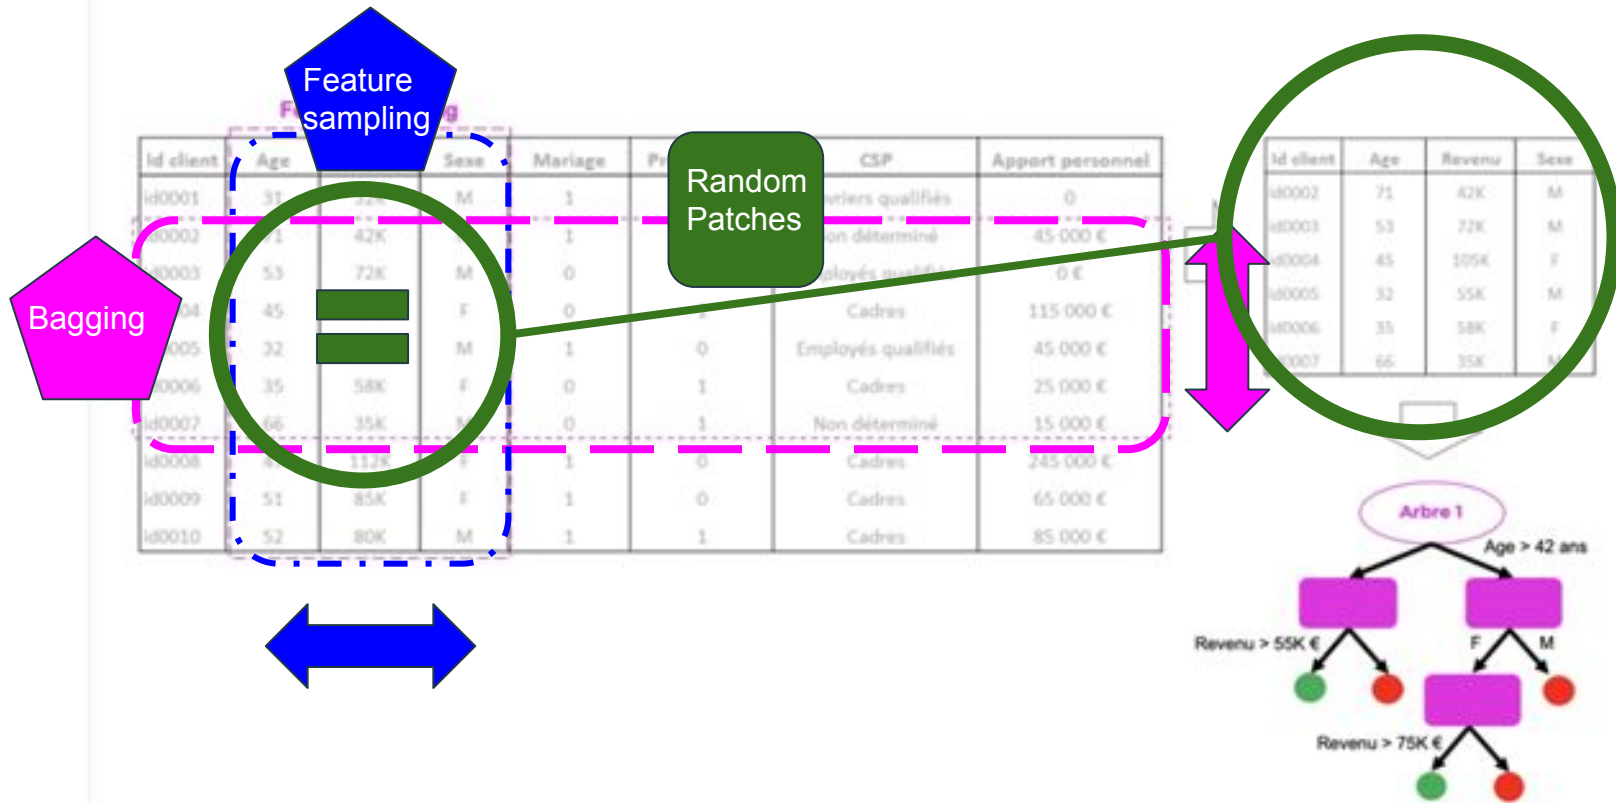 Feature
sampling
Id client Age Sexe Mariage CSP Apport personnel
id0001 31 M 1 qualifiés 0
id0002 71 42K 1 Non déterminé 45 000 €
id0003 53 72K M 0 0 €
45 F 0 Cadres 115 000 €
32 M 1 0 Employés qualifiés 45 000 €
35 58K F 0 1 Cadres 25 000 €
id0007 66 35K 0 1 Non déterminé 15 000 €
id0008 112K 1 0 Cadres 245 000 €
id0009 51 85K F 1 0 Cadres 65 000 €
id0010 52 80K M 1 1 Cadres 85 000 €
Random
Patches
Bagging
Id client Age Revenu Sexe
id0002 71 42K M
id0003 53 72K M
id0004 45 105K F
id0005 32 55K M
id0006 35 58K F
id0007 66 35K M
Arbre 1
Age > 42 ans
Revenu > 55K €
F M
Revenu > 75K €